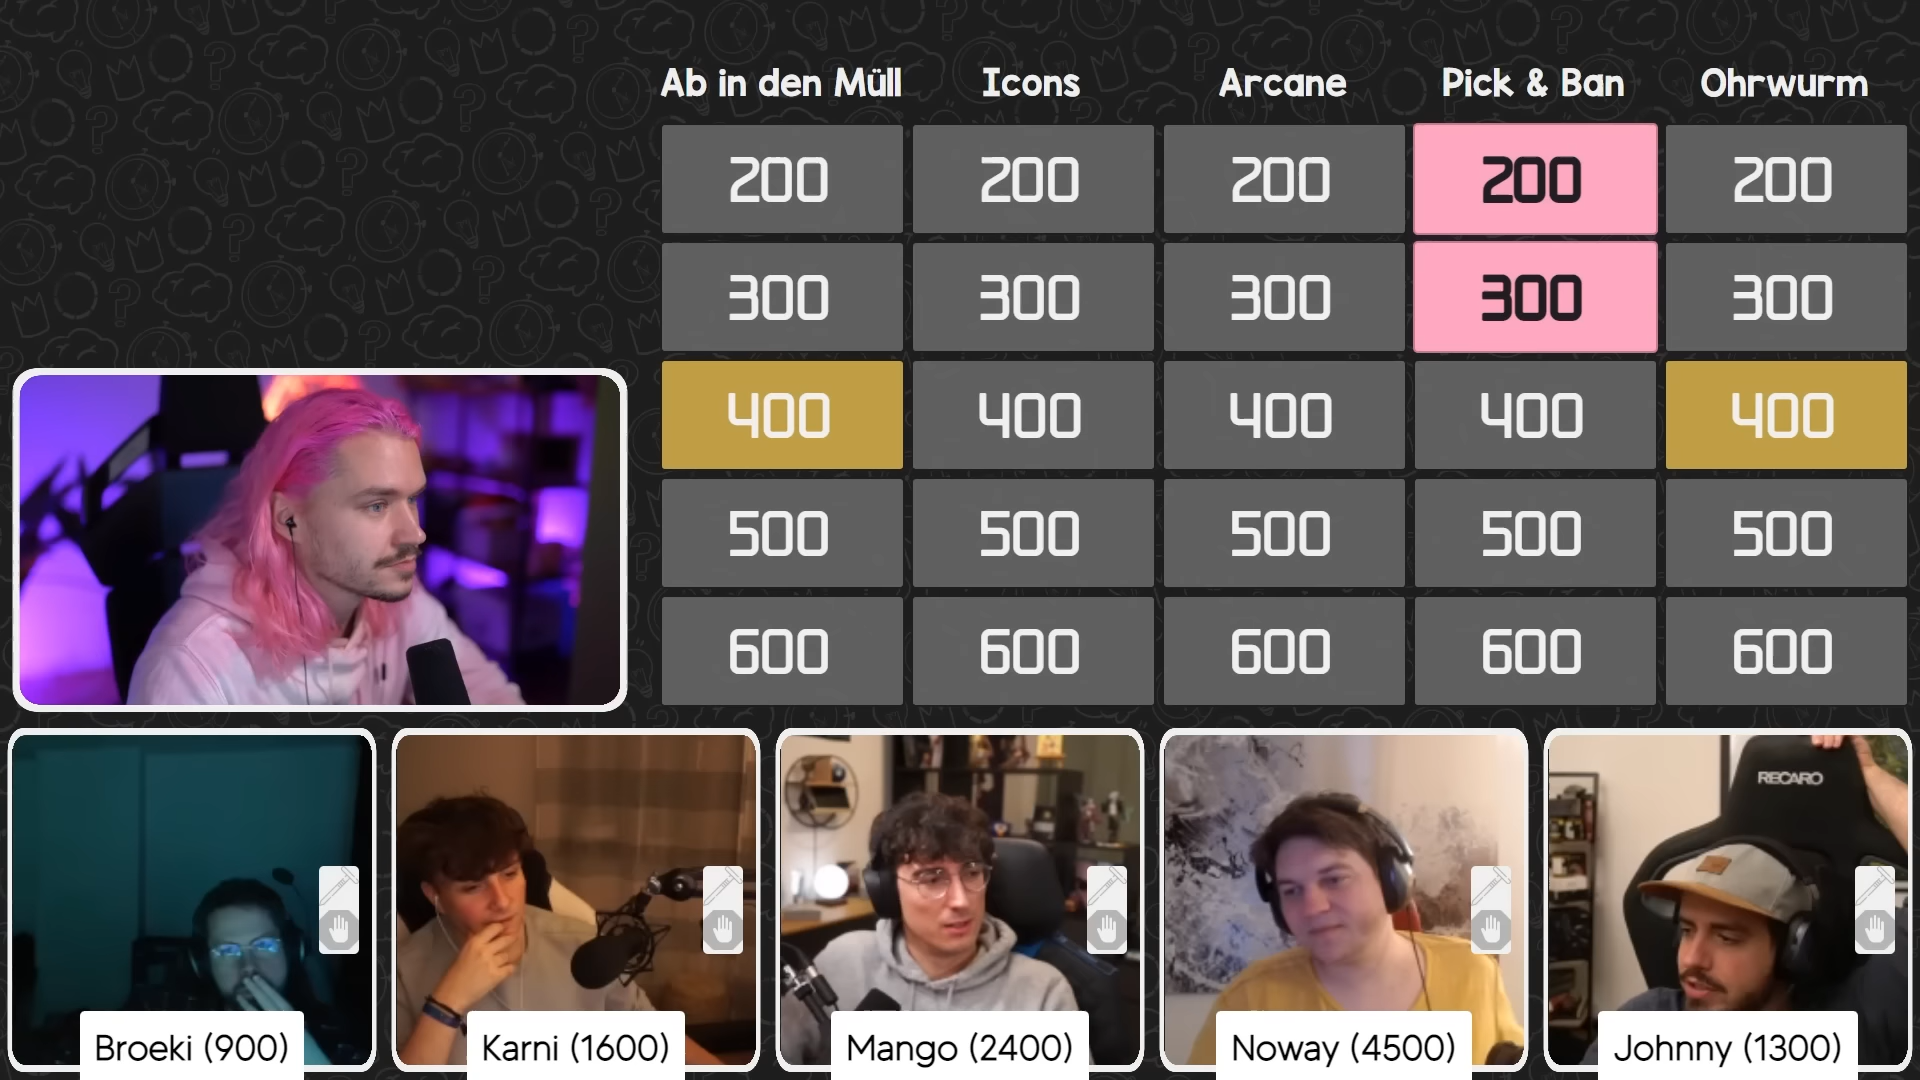 Ab in den Müll Icons Arcane Pick & Ban Ohrwurm
200 200 200 200 200
300 300 300 300 300
400 400 400 400 400
500 500 500 500 500
600 600 600 600 600
RECARO
Broeki (900) Karni (1600) Mango (2400) Noway (4500) Johnny (1300)